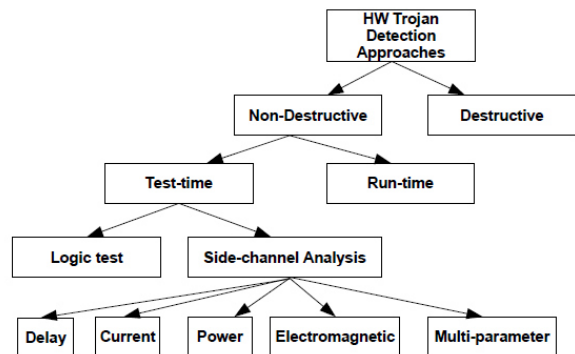 HW Trojan
Detection
Approaches
Non-Destructive
Destructive
Test-time
Run-time
Logic test
Side-channel Analysis
Delay
Current
Power
Electromagnetic
Multi-parameter